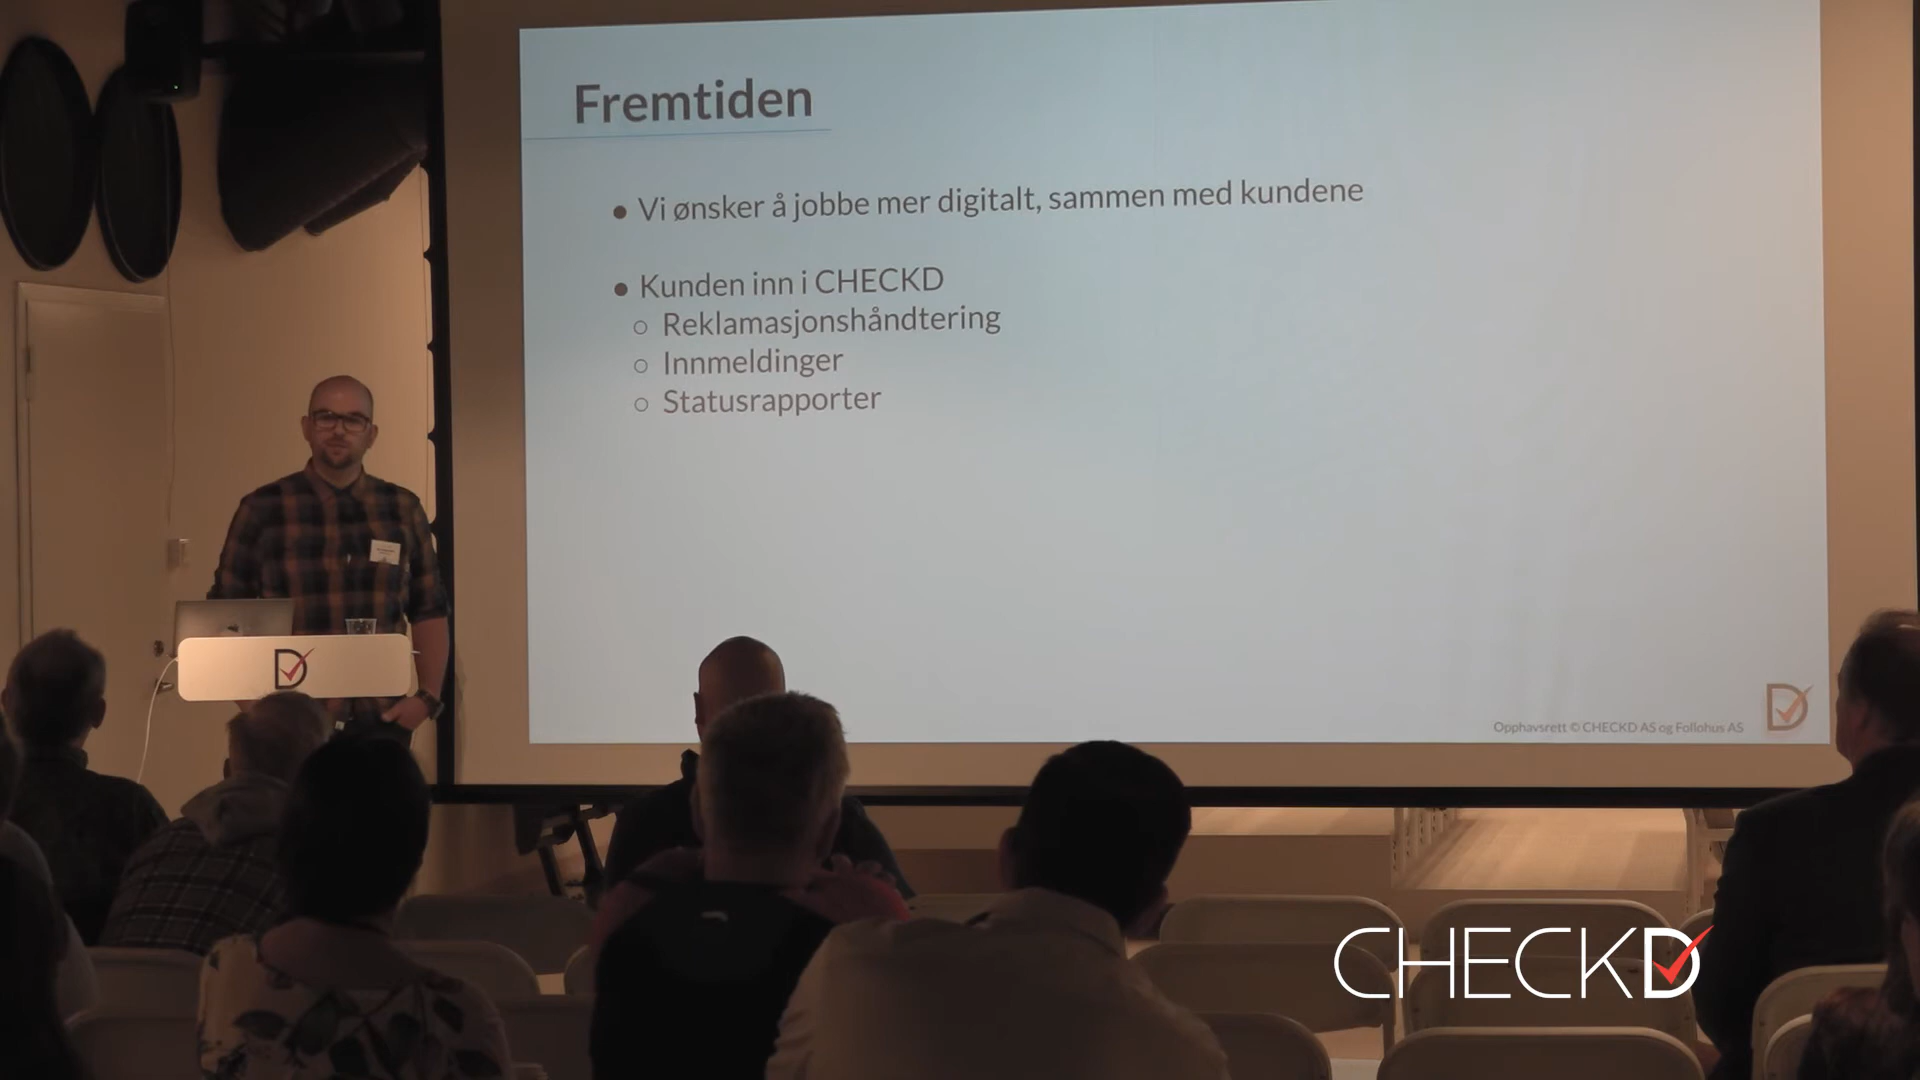 Fremtiden
● Vi ønsker å jobbe mer digitalt, sammen med kundene
● Kunden inn i CHECKD
○ Reklamasjonshåndtering
○ Innmeldinger
○ Statusrapporter
Opphavsrett © CHECKD AS og Follohus AS
D
D
CHECKD